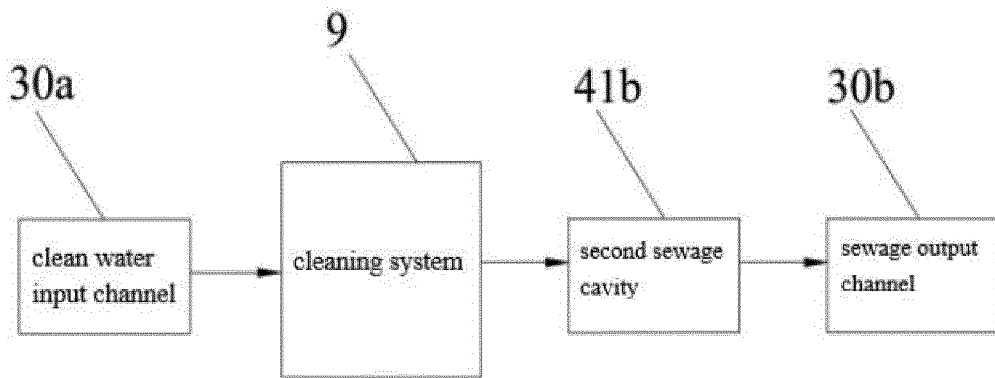 30a
9
41b
30b
clean water
input channel
cleaning system
second sewage
cavity
sewage output
channel